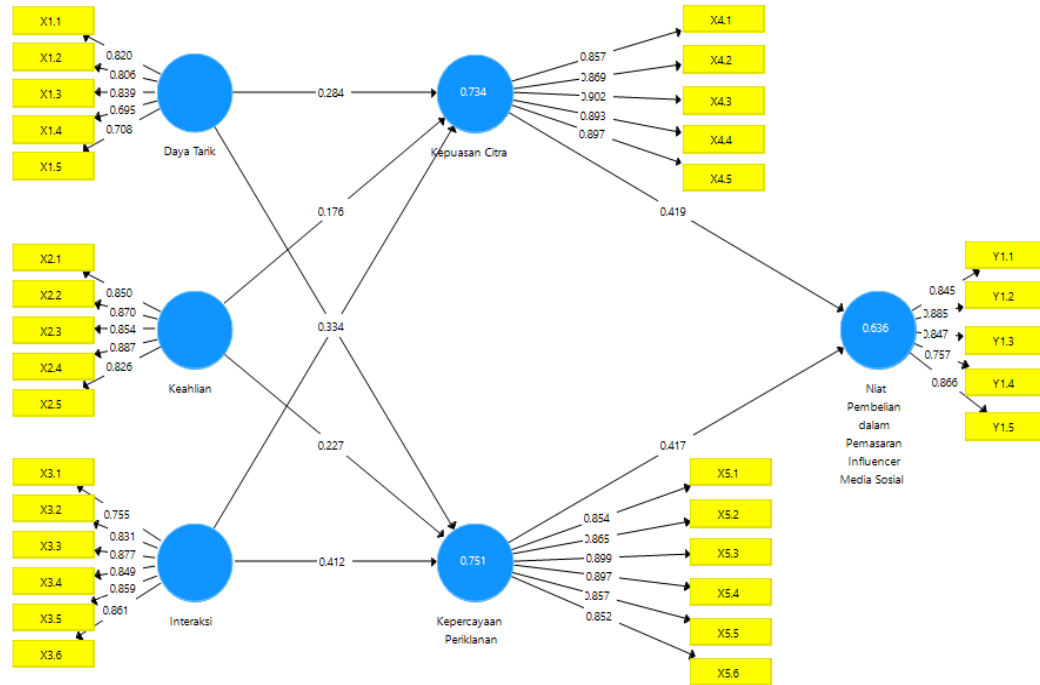 X1.1
X1.2
X1.3
X1.4
X1.5
0.820
0.806
0.839
0.695
0.708
Daya Tarik
0.284
0.734
Kepuasan Citra
0.857
0.869
0.902
0.893
0.897
X4.1
X4.2
X4.3
X4.4
X4.5
0.176
0.419
X2.1
X2.2
X2.3
X2.4
X2.5
0.850
0.870
0.854
0.887
0.826
Keahlian
0.334
0.227
0.636
Niat
Pembelian
dalam
Pemasaran
Influencer
Media Sosial
0.845
0.885
0.847
0.757
0.866
Y1.1
Y1.2
Y1.3
Y1.4
Y1.5
0.417
X3.1
X3.2
X3.3
X3.4
X3.5
X3.6
0.755
0.831
0.877
0.849
0.859
0.861
Interaksi
0.412
0.751
Kepercayaan
Periklanan
0.854
0.865
0.899
0.897
0.857
0.852
X5.1
X5.2
X5.3
X5.4
X5.5
X5.6